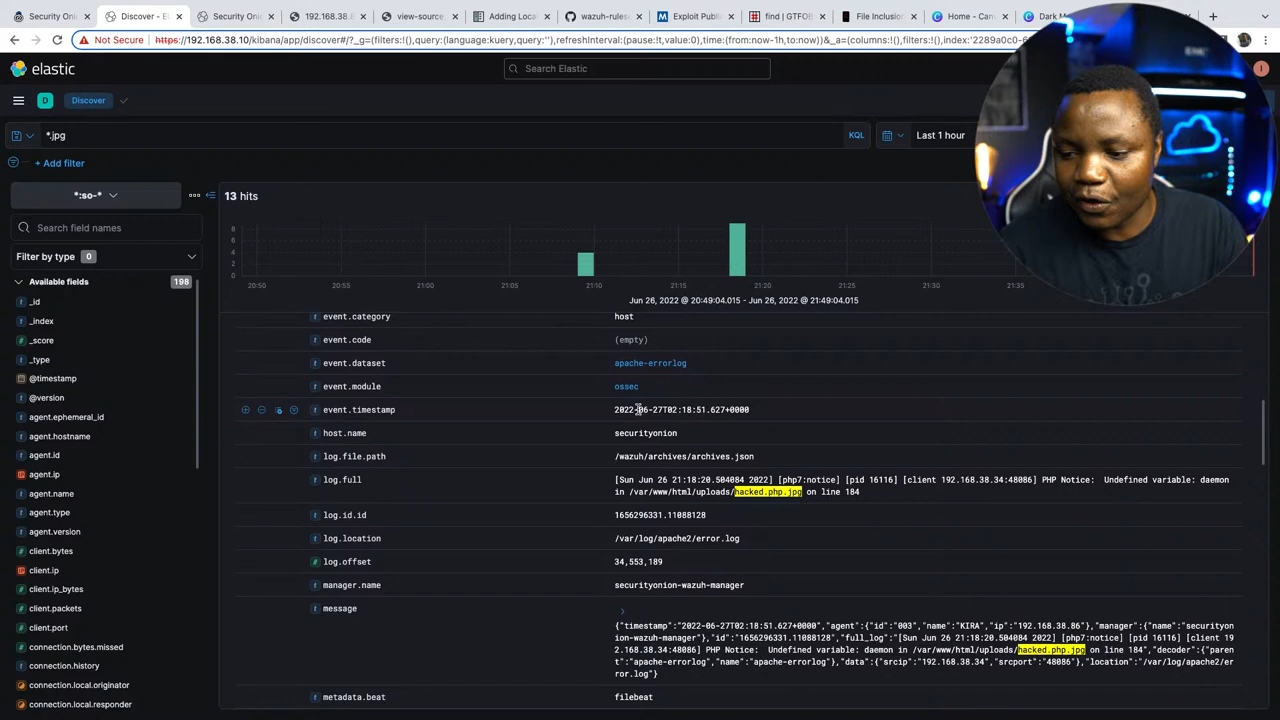 Security Oni
Discover - El
Security Oni
192.168.38.8
view-source:
Adding Loca
wazuh-rules-
Exploit Publi
find | GTFOB
File Inclusion
Home - Canv
Dark M
Not Secure https://192.168.38.10/kibana/app/discover#/?_g=(filters:!(),query:(language:kuery,query:''),refreshInterval:(pause:!t,value:0),time:(from:now-1h,to:now))&_a=(columns:!(),filters:!(),index:'2289a0c0-6
elastic
Search Elastic
I
D Discover
*.jpg
KQL
Last 1 hour
+ Add filter
*:so-*
13 hits
Search field names
Filter by type 0
Available fields 198
_id
_index
_score
_type
@timestamp
@version
agent.ephemeral_id
agent.hostname
agent.id
agent.ip
agent.name
agent.type
agent.version
client.bytes
client.ip
client.ip_bytes
client.packets
client.port
connection.bytes.missed
connection.history
connection.local.originator
connection.local.responder
8
6
4
2
0
20:50 20:55 21:00 21:05 21:10 21:15 21:20 21:25 21:30 21:35
Jun 26, 2022 @ 20:49:04.015 - Jun 26, 2022 @ 21:49:04.015
event.category host
event.code (empty)
event.dataset apache-errorlog
event.module ossec
event.timestamp 2022-06-27T02:18:51.627+0000
host.name securityonion
log.file.path /wazuh/archives/archives.json
log.full [Sun Jun 26 21:18:20.504084 2022] [php7:notice] [pid 16116] [client 192.168.38.34:48086] PHP Notice: Undefined variable: daemon
in /var/www/html/uploads/hacked.php.jpg on line 184
log.id.id 1656296331.11088128
log.location /var/log/apache2/error.log
log.offset 34,553,189
manager.name securityonion-wazuh-manager
message
{"timestamp":"2022-06-27T02:18:51.627+0000","agent":{"id":"003","name":"KIRA","ip":"192.168.38.86"},"manager":{"name":"securityo
nion-wazuh-manager"},"id":"1656296331.11088128","full_log":"[Sun Jun 26 21:18:20.504084 2022] [php7:notice] [pid 16116] [client 19
2.168.38.34:48086] PHP Notice: Undefined variable: daemon in /var/www/html/uploads/hacked.php.jpg on line 184","decoder":{"paren
t":"apache-errorlog","name":"apache-errorlog"},"data":{"srcip":"192.168.38.34","srcport":"48086"},"location":"/var/log/apache2/er
ror.log"}
metadata.beat filebeat